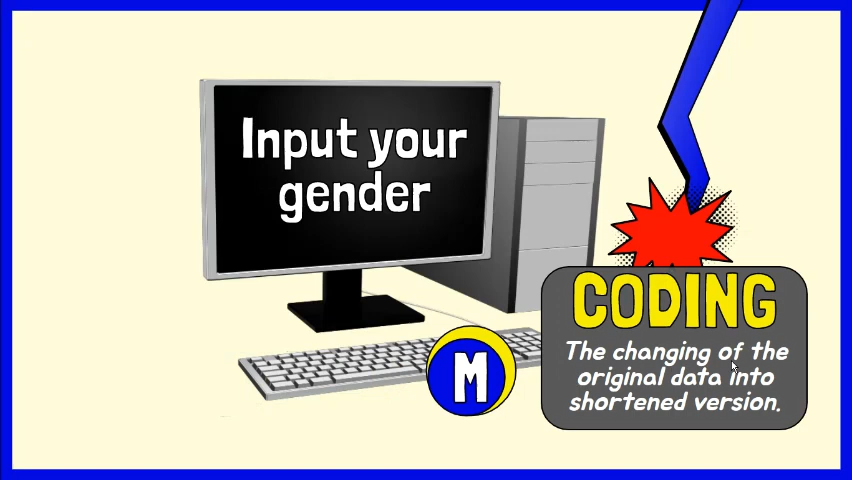 Input your
gender
M
CODING
The changing of the
original data into
shortened version.